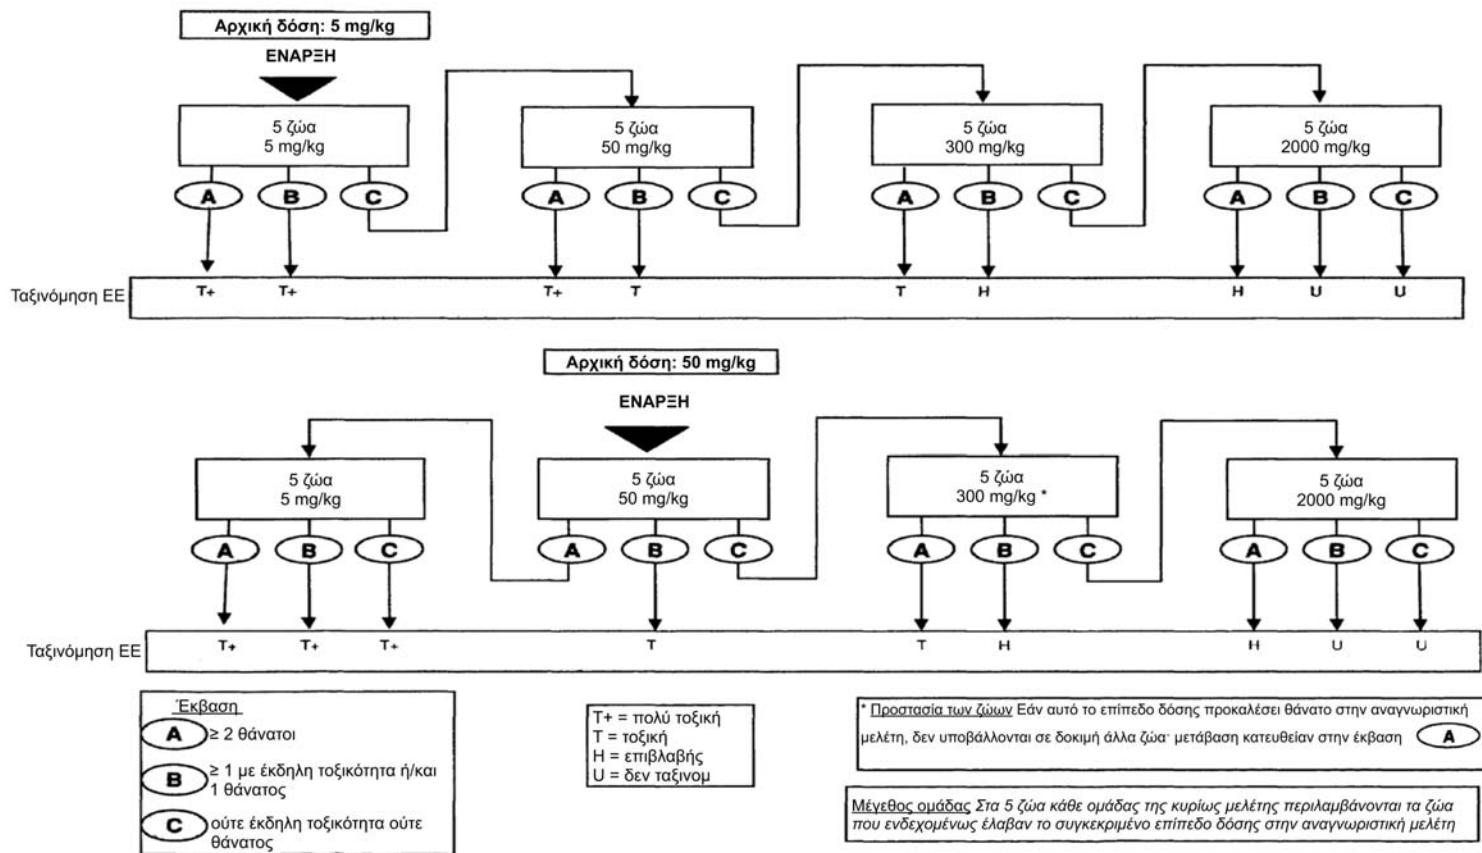 Αρχική δόση: 5 mg/kg
ΕΝΑΡΞΗ
5 ζώα
5 mg/kg
5 ζώα
50 mg/kg
5 ζώα
300 mg/kg
5 ζώα
2000 mg/kg
A B C A B C A B C A B C
Ταξινόμηση ΕΕ T+ T+ T+ T T H H U U
Αρχική δόση: 50 mg/kg
ΕΝΑΡΞΗ
5 ζώα
5 mg/kg
5 ζώα
50 mg/kg
5 ζώα
300 mg/kg *
5 ζώα
2000 mg/kg
A B C A B C A B C A B C
Ταξινόμηση ΕΕ T+ T+ T+ T T H H U U
Έκβαση
A ≥ 2 θάνατοι
B ≥ 1 με έκδηλη τοξικότητα ή/και
1 θάνατος
C ούτε έκδηλη τοξικότητα ούτε
θάνατος
T+ = πολύ τοξική
T = τοξική
H = επιβλαβής
U = δεν ταξινομ
* Προστασία των ζώων Εάν αυτό το επίπεδο δόσης προκαλέσει θάνατο στην αναγνωριστική
μελέτη, δεν υποβάλλονται σε δοκιμή άλλα ζώα· μετάβαση κατευθείαν στην έκβαση A
Μέγεθος ομάδας Στα 5 ζώα κάθε ομάδας της κυρίως μελέτης περιλαμβάνονται τα ζώα
που ενδεχομένως έλαβαν το συγκεκριμένο επίπεδο δόσης στην αναγνωριστική μελέτη